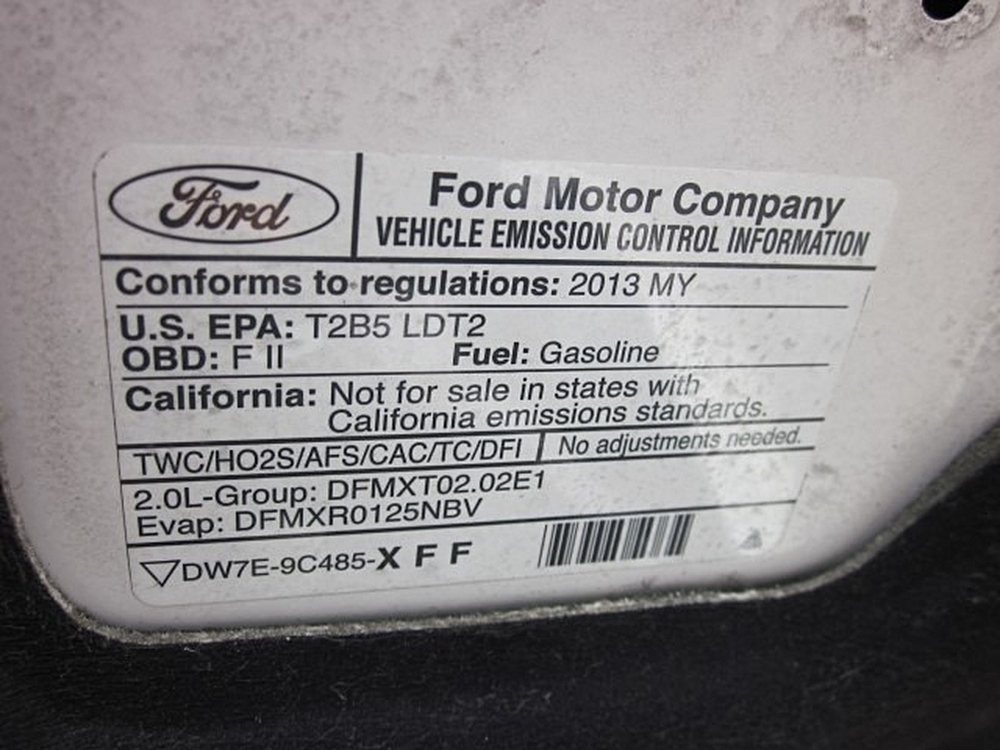 Ford
Ford Motor Company
VEHICLE EMISSION CONTROL INFORMATION
Conforms to regulations: 2013 MY
U.S. EPA: T2B5 LDT2
OBD: F II Fuel: Gasoline
California: Not for sale in states with
California emissions standards.
TWC/HO2S/AFS/CAC/TC/DFI No adjustments needed.
2.0L-Group: DFMXT02.02E1
Evap: DFMXR0125NBV
DW7E-9C485-X F F